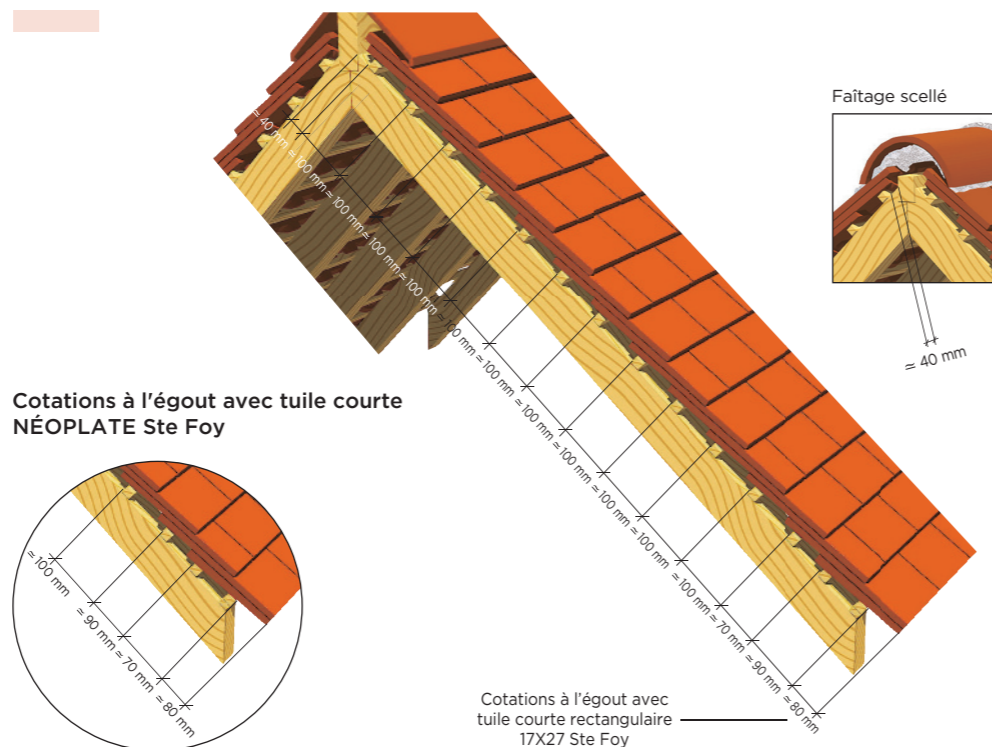 Faîtage scellé
≃ 40 mm
≃ 40 mm
≃ 100 mm
≃ 100 mm
≃ 100 mm
≃ 100 mm
≃ 100 mm
≃ 100 mm
≃ 100 mm
≃ 100 mm
≃ 100 mm
≃ 100 mm
≃ 100 mm
≃ 70 mm
≃ 90 mm
≃ 80 mm
Cotations à l'égout avec tuile courte
NÉOPLATE Ste Foy
≃ 100 mm
≃ 90 mm
≃ 70 mm
≃ 80 mm
Cotations à l'égout avec
tuile courte rectangulaire
17X27 Ste Foy